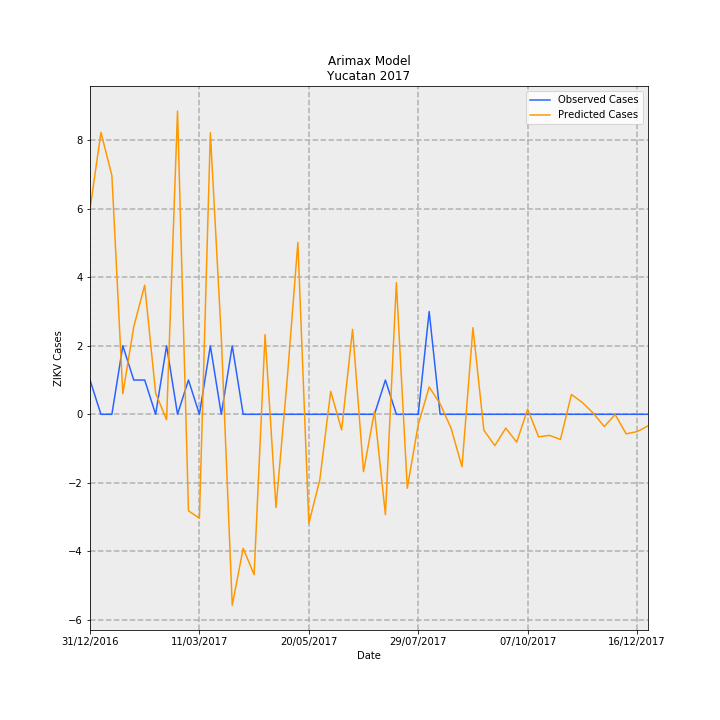 Arimax Model
Yucatan 2017
Observed Cases
Predicted Cases
ZIKV Cases
8
6
4
2
0
−2
−4
−6
31/12/2016
11/03/2017
20/05/2017
29/07/2017
07/10/2017
16/12/2017
Date